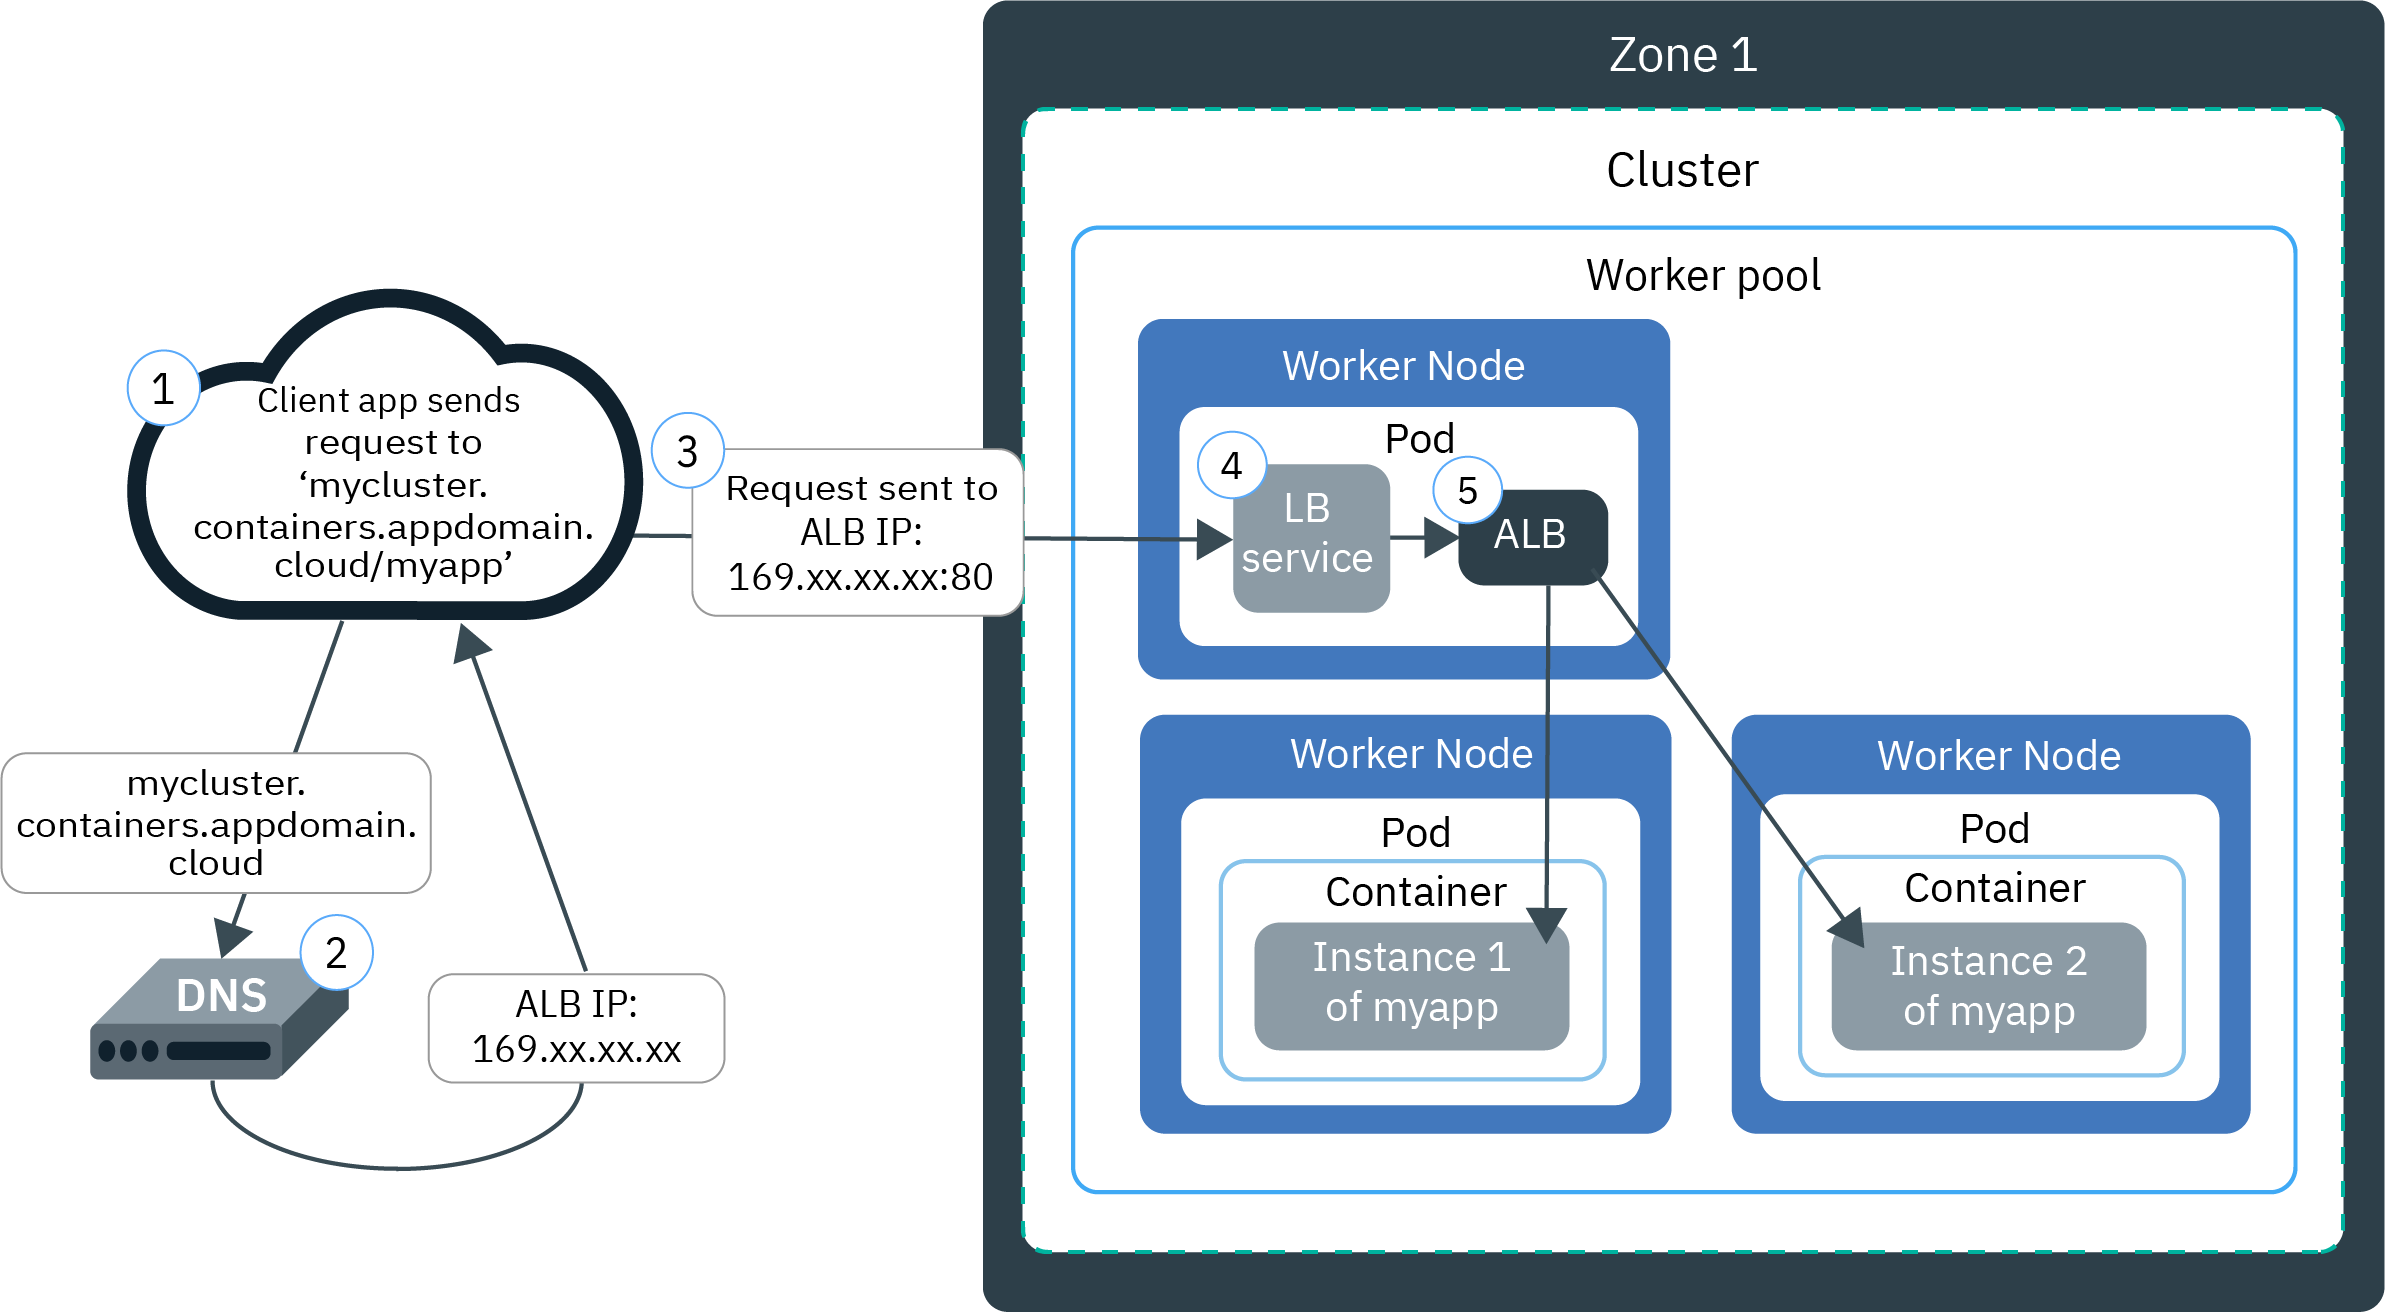 Zone 1
Cluster
Worker pool
1
Client app sends
request to
‘mycluster.
containers.appdomain.
cloud/myapp’
mycluster.
containers.appdomain.
cloud
2
DNS
ALB IP:
169.xx.xx.xx
3
Request sent to
ALB IP:
169.xx.xx.xx:80
Worker Node
Pod
4
LB
service
5
ALB
Worker Node
Pod
Container
Instance 1
of myapp
Worker Node
Pod
Container
Instance 2
of myapp